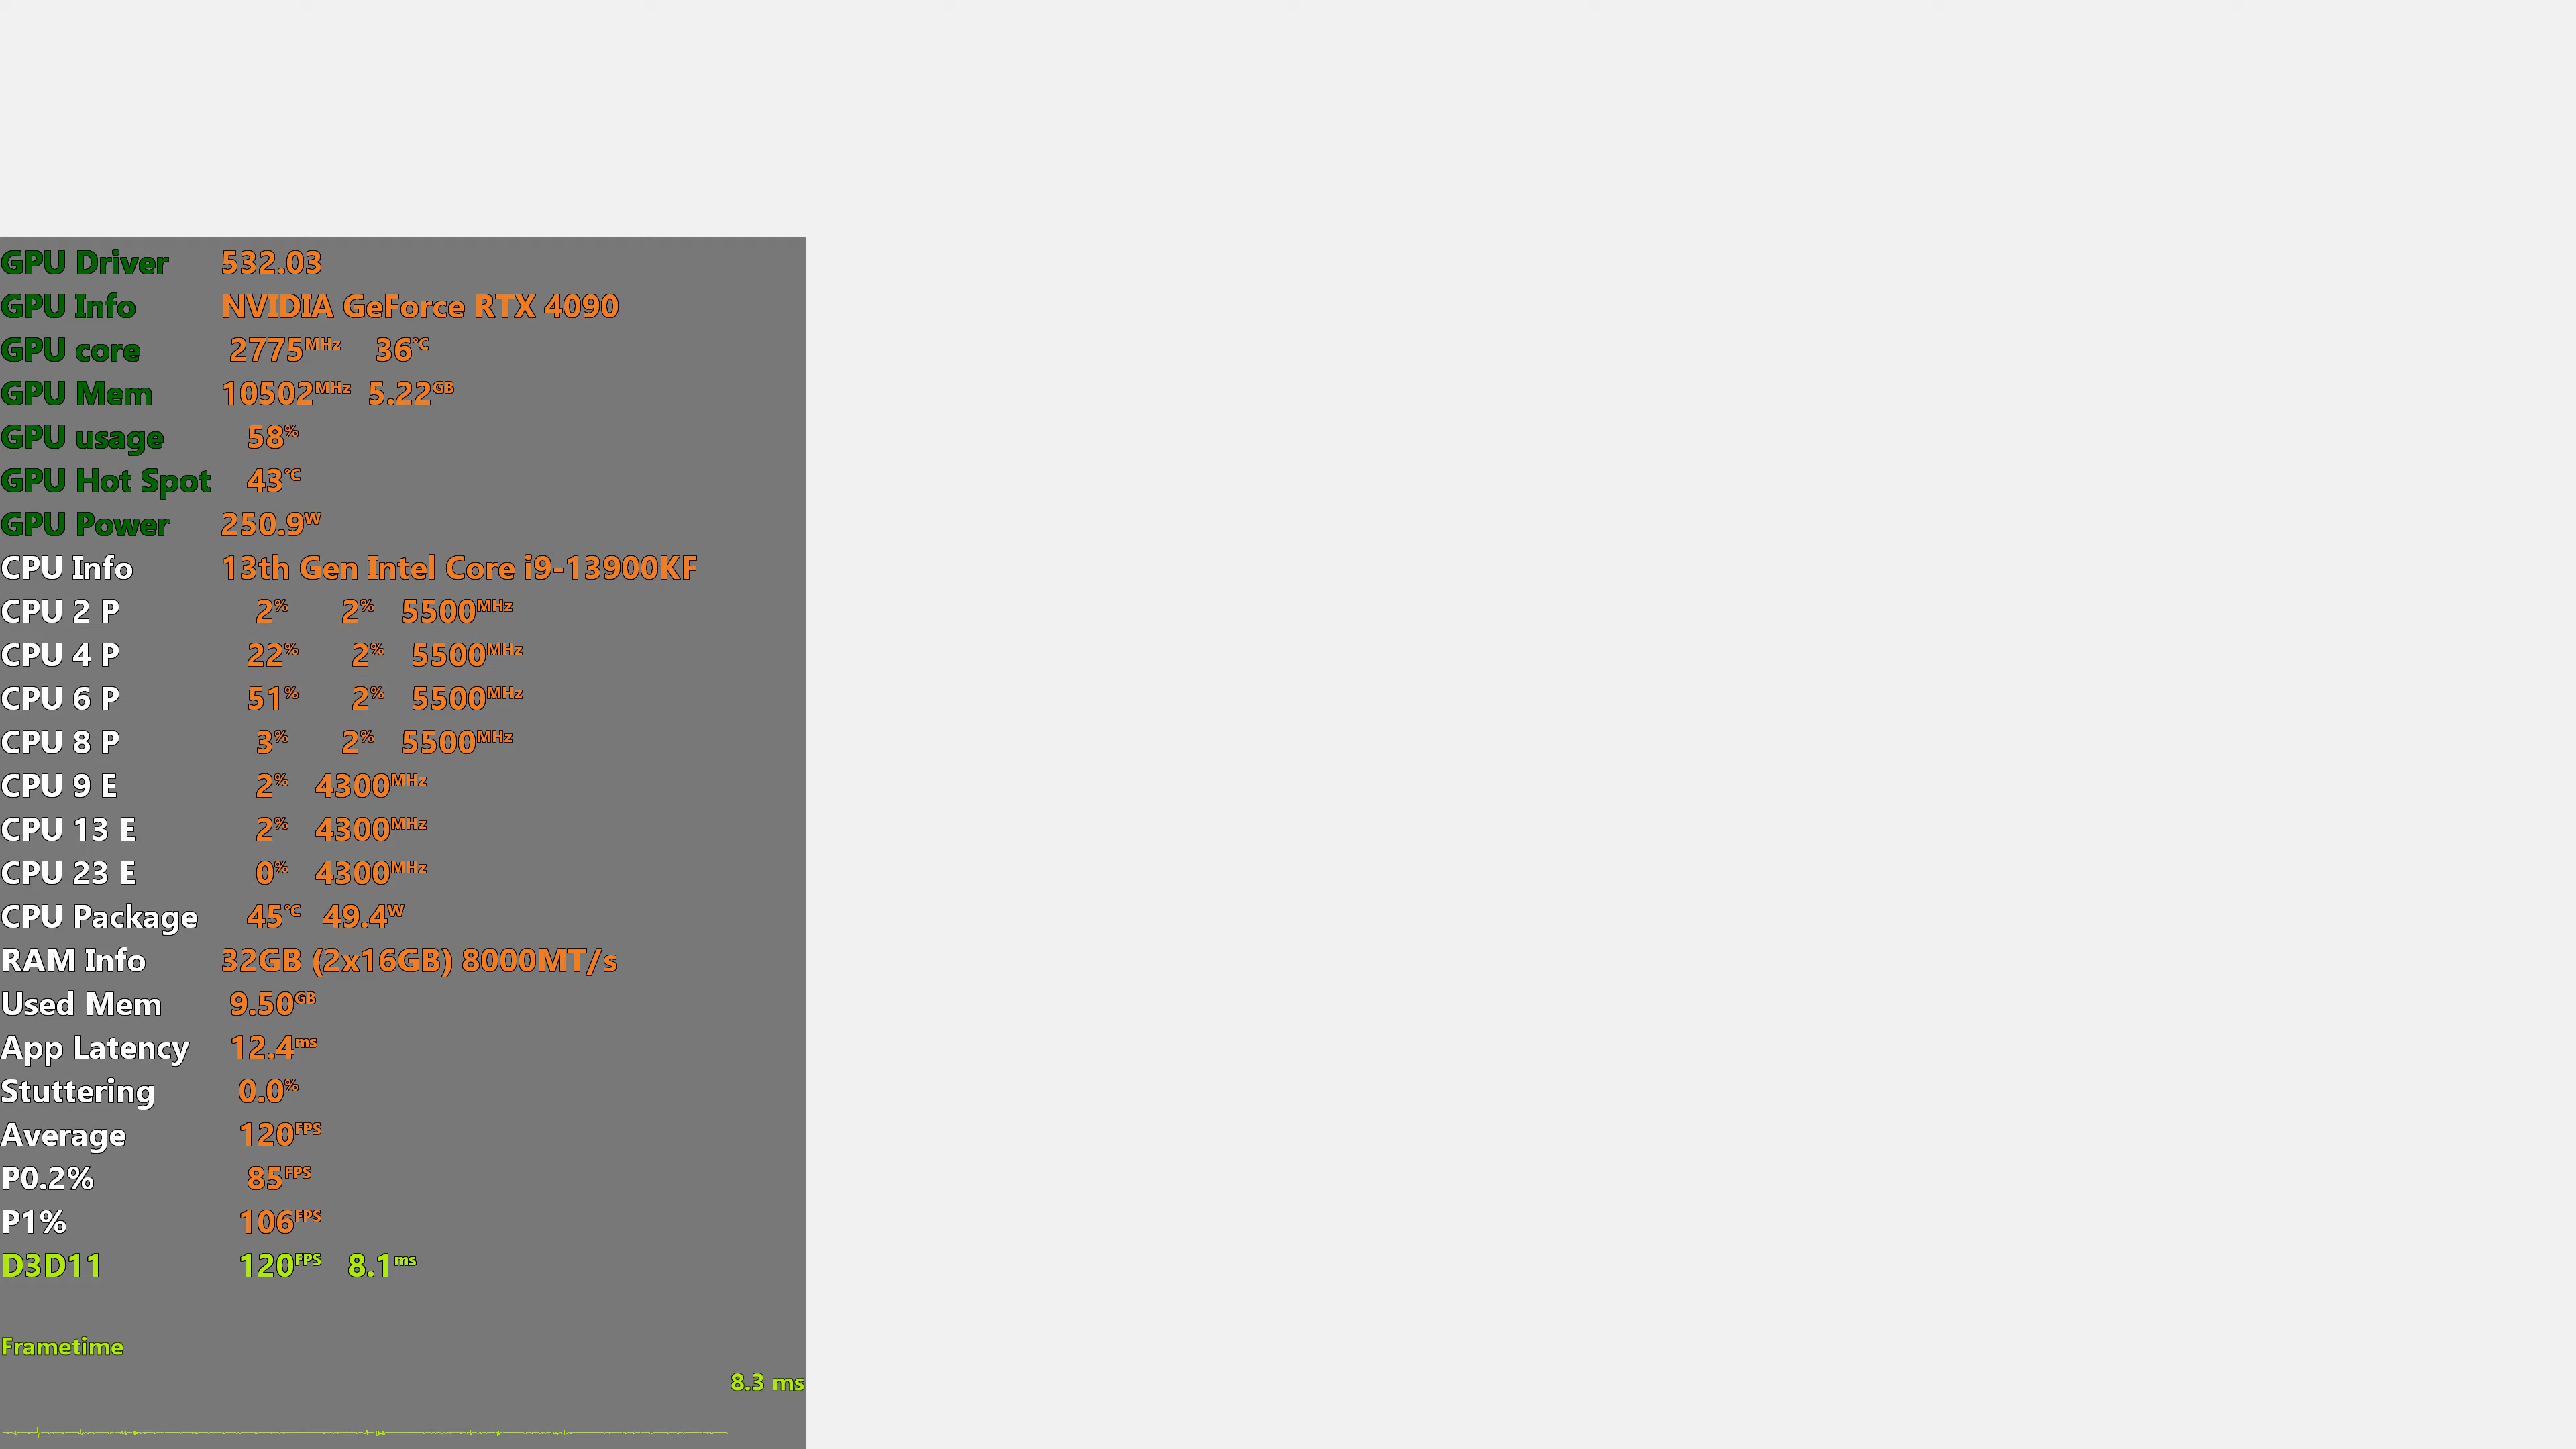 GPU Driver 532.03
GPU Info NVIDIA GeForce RTX 4090
GPU core 2775MHz 36°C
GPU Mem 10502MHz 5.22GB
GPU usage 58%
GPU Hot Spot 43°C
GPU Power 250.9W
CPU Info 13th Gen Intel Core i9-13900KF
CPU 2 P 2% 2% 5500MHz
CPU 4 P 22% 2% 5500MHz
CPU 6 P 51% 2% 5500MHz
CPU 8 P 3% 2% 5500MHz
CPU 9 E 2% 4300MHz
CPU 13 E 2% 4300MHz
CPU 23 E 0% 4300MHz
CPU Package 45°C 49.4W
RAM Info 32GB (2x16GB) 8000MT/s
Used Mem 9.50GB
App Latency 12.4ms
Stuttering 0.0%
Average 120FPS
P0.2% 85FPS
P1% 106FPS
D3D11 120FPS 8.1ms
Frametime
8.3 ms